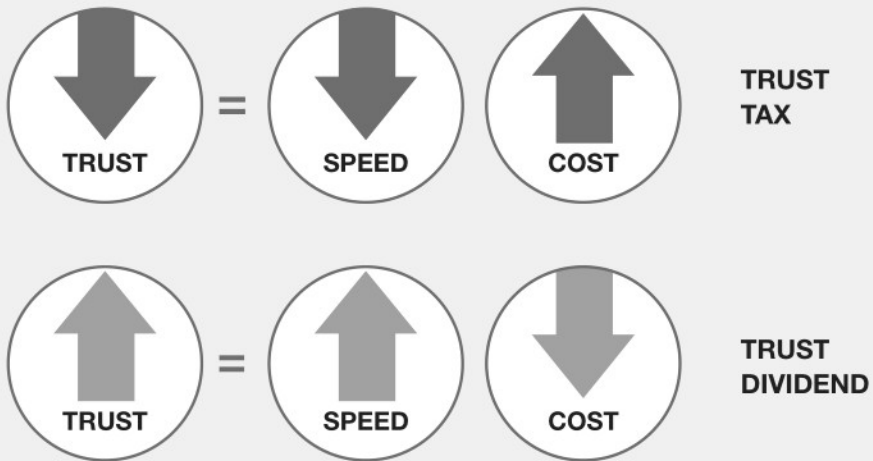 TRUST = SPEED COST TRUST
TAX
TRUST = SPEED COST TRUST
DIVIDEND